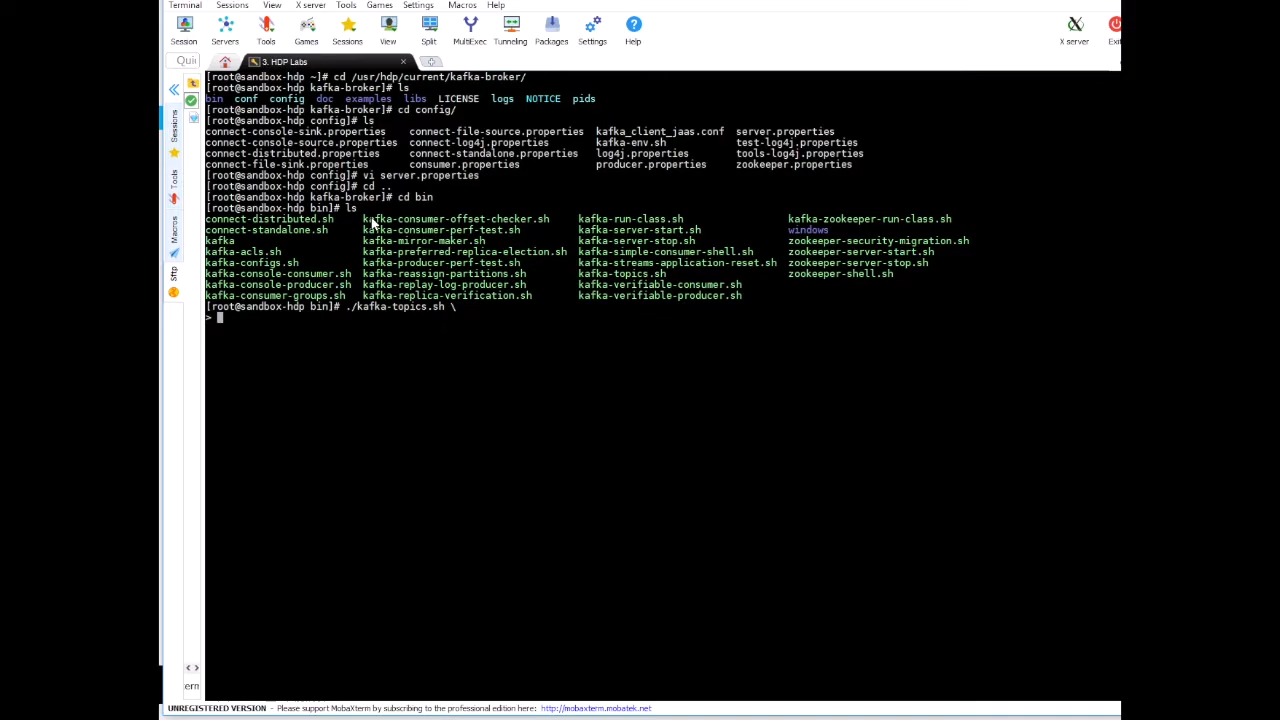 Terminal Sessions View X server Tools Games Settings Macros Help
Session Servers Tools Games Sessions View Split MultiExec Tunneling Packages Settings Help X server Exi
Qui 3. HDP Labs
[root@sandbox-hdp ~]# cd /usr/hdp/current/kafka-broker/
[root@sandbox-hdp kafka-broker]# ls
bin conf config doc examples libs LICENSE logs NOTICE pids
[root@sandbox-hdp kafka-broker]# cd config/
[root@sandbox-hdp config]# ls
connect-console-sink.properties connect-file-source.properties kafka_client_jaas.conf server.properties
connect-console-source.properties connect-log4j.properties kafka-env.sh test-log4j.properties
connect-distributed.properties connect-standalone.properties log4j.properties tools-log4j.properties
connect-file-sink.properties consumer.properties producer.properties zookeeper.properties
[root@sandbox-hdp config]# vi server.properties
[root@sandbox-hdp config]# cd ..
[root@sandbox-hdp kafka-broker]# cd bin
[root@sandbox-hdp bin]# ls
connect-distributed.sh kafka-consumer-offset-checker.sh kafka-run-class.sh kafka-zookeeper-run-class.sh
connect-standalone.sh kafka-consumer-perf-test.sh kafka-server-start.sh windows
kafka kafka-mirror-maker.sh kafka-server-stop.sh zookeeper-security-migration.sh
kafka-acls.sh kafka-preferred-replica-election.sh kafka-simple-consumer-shell.sh zookeeper-server-start.sh
kafka-configs.sh kafka-producer-perf-test.sh kafka-streams-application-reset.sh zookeeper-server-stop.sh
kafka-console-consumer.sh kafka-reassign-partitions.sh kafka-topics.sh zookeeper-shell.sh
kafka-console-producer.sh kafka-replay-log-producer.sh kafka-verifiable-consumer.sh
kafka-consumer-groups.sh kafka-replica-verification.sh kafka-verifiable-producer.sh
[root@sandbox-hdp bin]# ./kafka-topics.sh \
>
Sessions
Tools
Macros
Sftp
UNREGISTERED VERSION - Please support MobaXterm by subscribing to the professional edition here: http://mobaxterm.mobatek.net